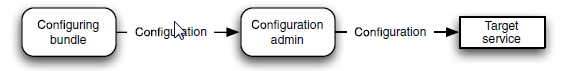 Configuring
bundle
Configuration
Configuration
admin
Configuration
Target
service